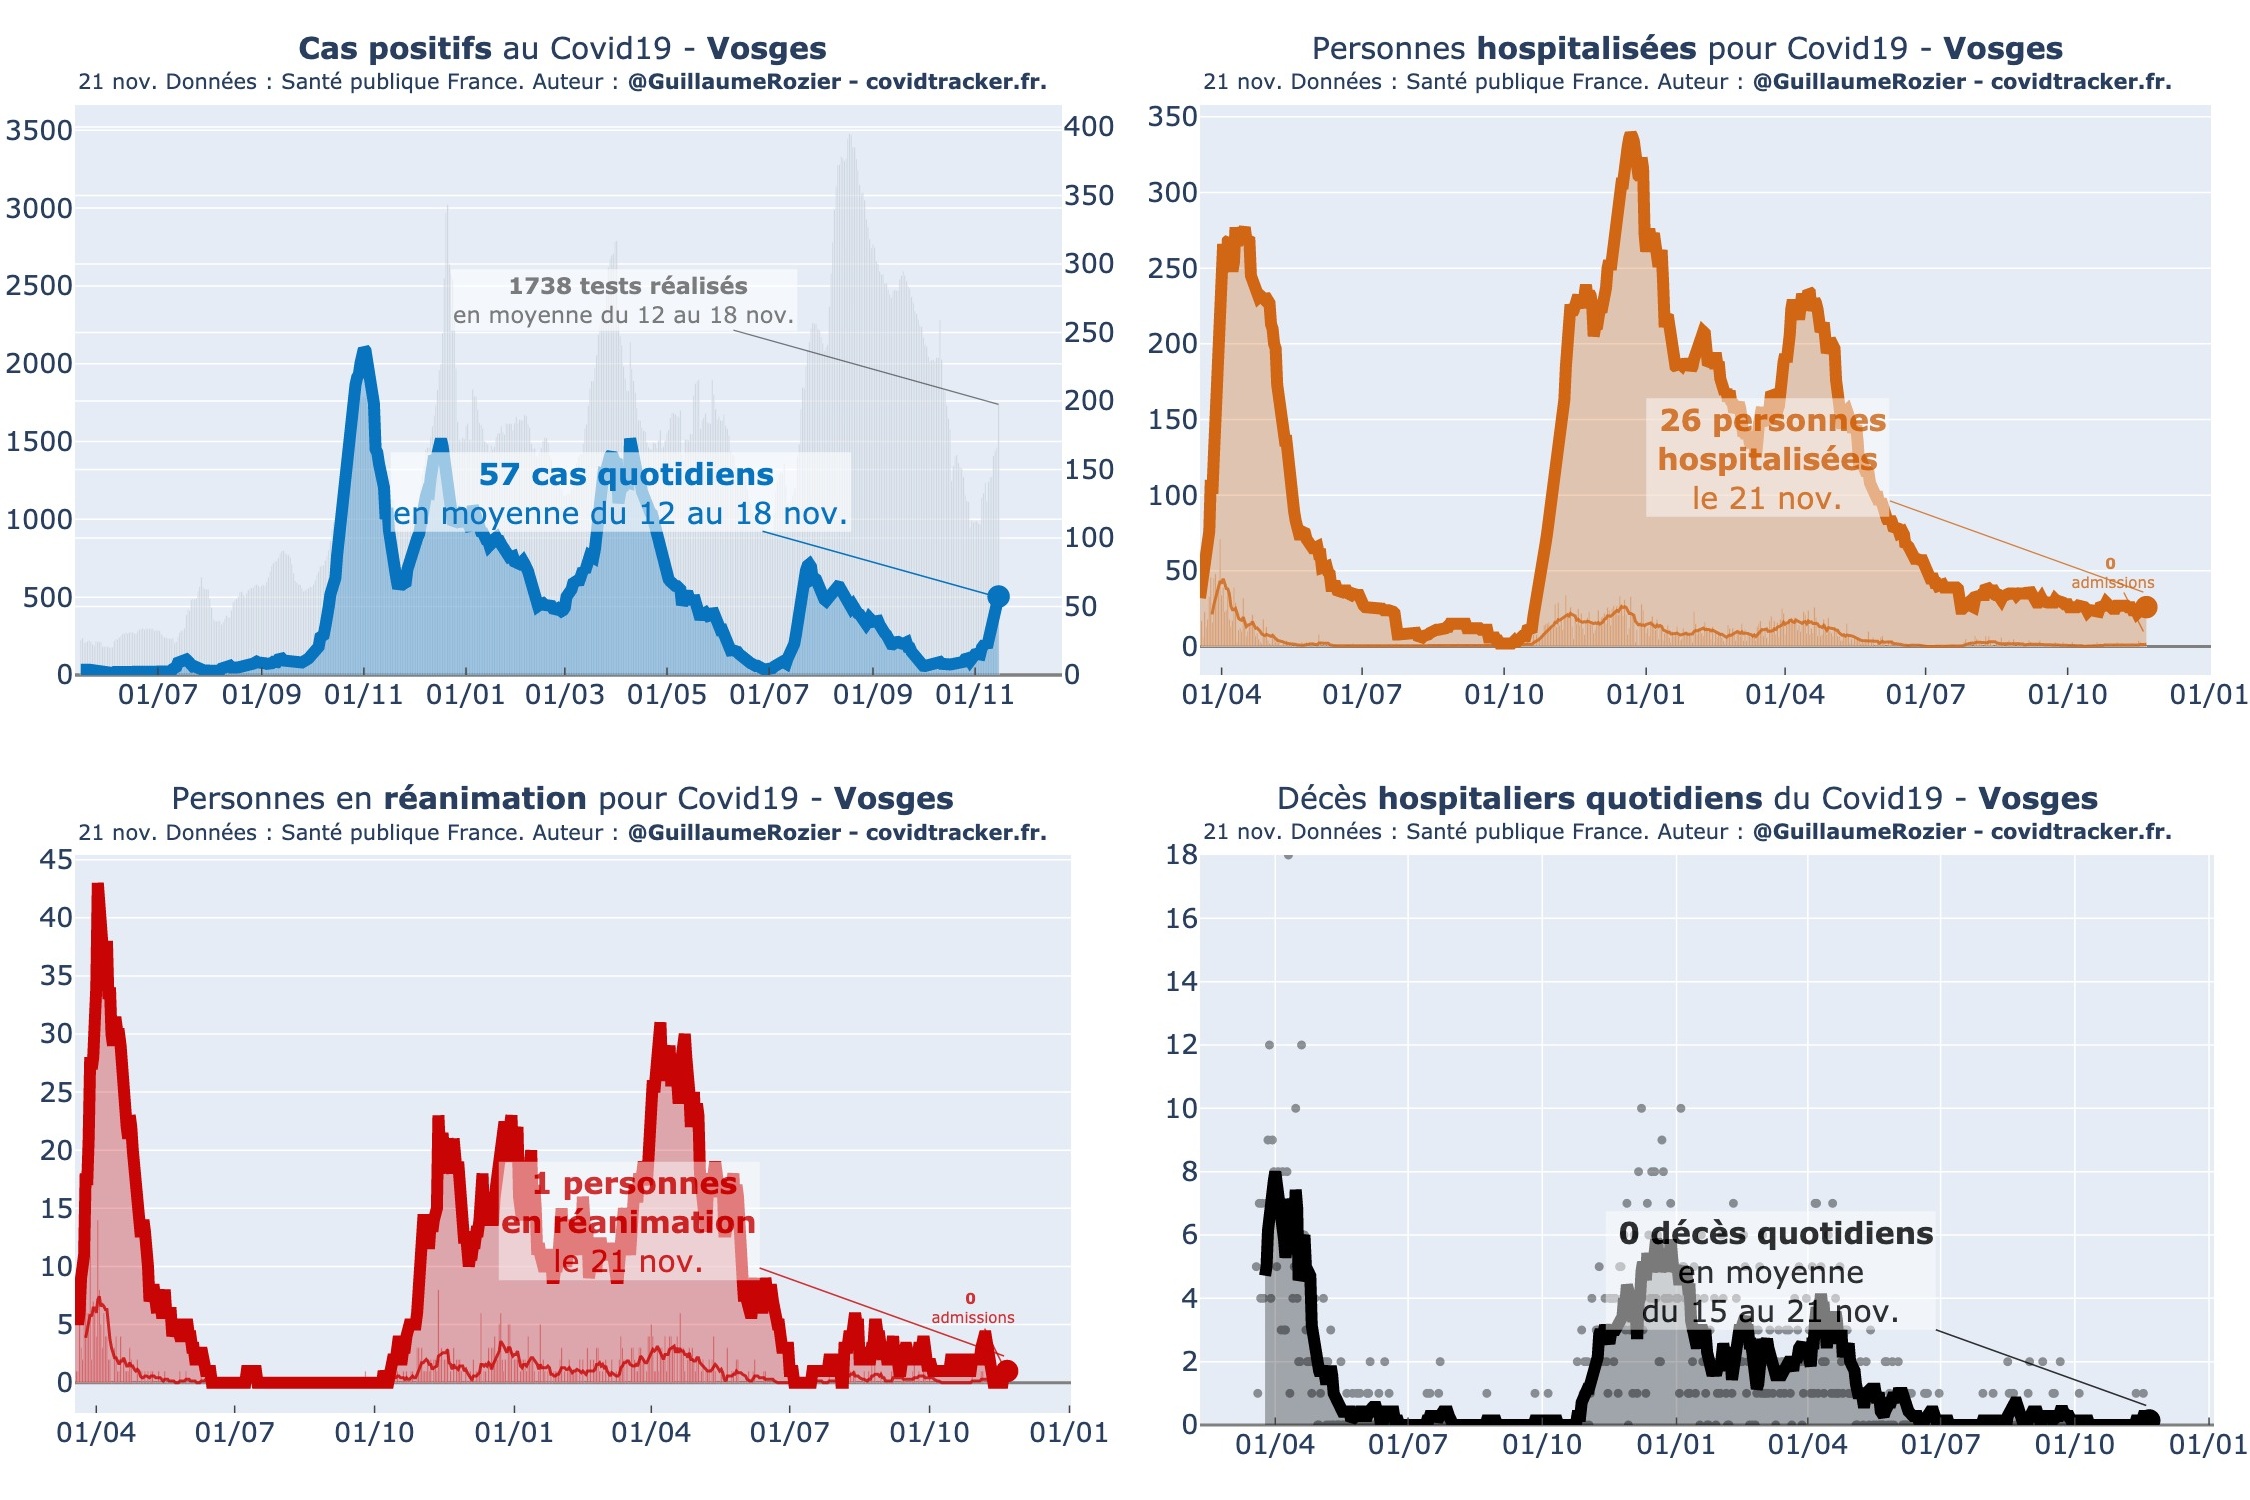 Cas positifs au Covid19 - Vosges
21 nov. Données : Santé publique France. Auteur : @GuillaumeRozier - covidtracker.fr.
3500
3000
2500
2000
1500
1000
500
0
400
350
300
250
200
150
100
50
0
1738 tests réalisés
en moyenne du 12 au 18 nov.
57 cas quotidiens
en moyenne du 12 au 18 nov.
01/07 01/09 01/11 01/01 01/03 01/05 01/07 01/09 01/11
Personnes hospitalisées pour Covid19 - Vosges
21 nov. Données : Santé publique France. Auteur : @GuillaumeRozier - covidtracker.fr.
350
300
250
200
150
100
50
0
26 personnes
hospitalisées
le 21 nov.
0
admissions
01/04 01/07 01/10 01/01 01/04 01/07 01/10 01/01
Personnes en réanimation pour Covid19 - Vosges
21 nov. Données : Santé publique France. Auteur : @GuillaumeRozier - covidtracker.fr.
45
40
35
30
25
20
15
10
5
0
1 personnes
en réanimation
le 21 nov.
0
admissions
01/04 01/07 01/10 01/01 01/04 01/07 01/10 01/01
Décès hospitaliers quotidiens du Covid19 - Vosges
21 nov. Données : Santé publique France. Auteur : @GuillaumeRozier - covidtracker.fr.
18
16
14
12
10
8
6
4
2
0
0 décès quotidiens
en moyenne
du 15 au 21 nov.
01/04 01/07 01/10 01/01 01/04 01/07 01/10 01/01